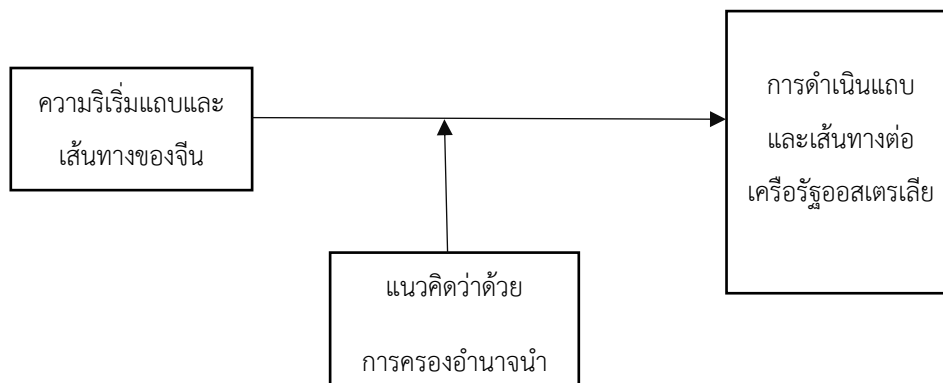 ความริเริ่มแถบและ
เส้นทางของจีน
การดำเนินแถบ
และเส้นทางต่อ
เครือรัฐออสเตรเลีย
แนวคิดว่าด้วย
การครองอำนาจนำ